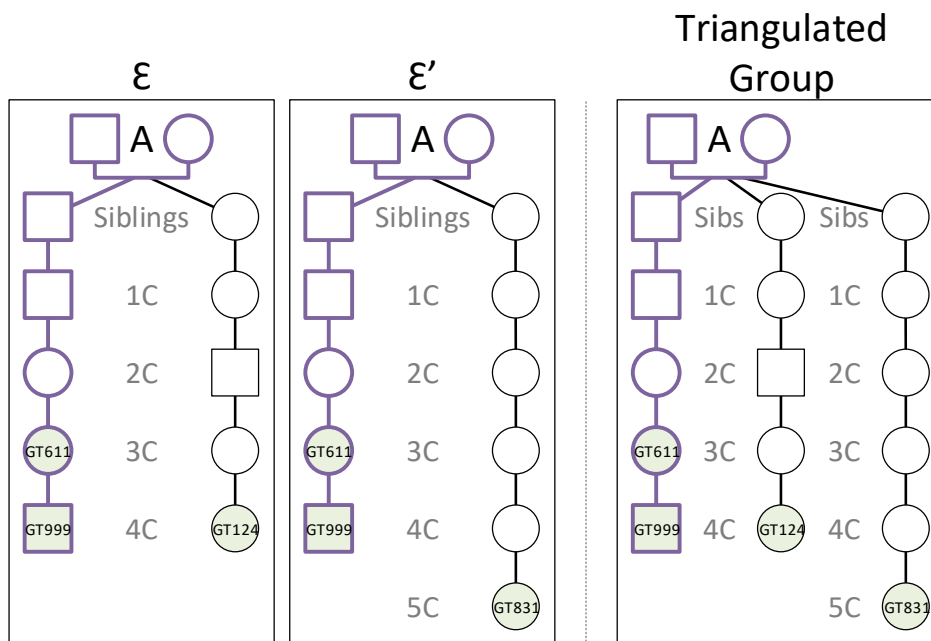 Ɛ
A
Siblings
1C
2C
GT611 3C
GT999 4C GT124
Ɛ’
A
Siblings
1C
2C
GT611 3C
GT999 4C
5C GT831
Triangulated
Group
A
Sibs Sibs
1C 1C
2C 2C
GT611 3C 3C
GT999 4C GT124 4C
5C GT831